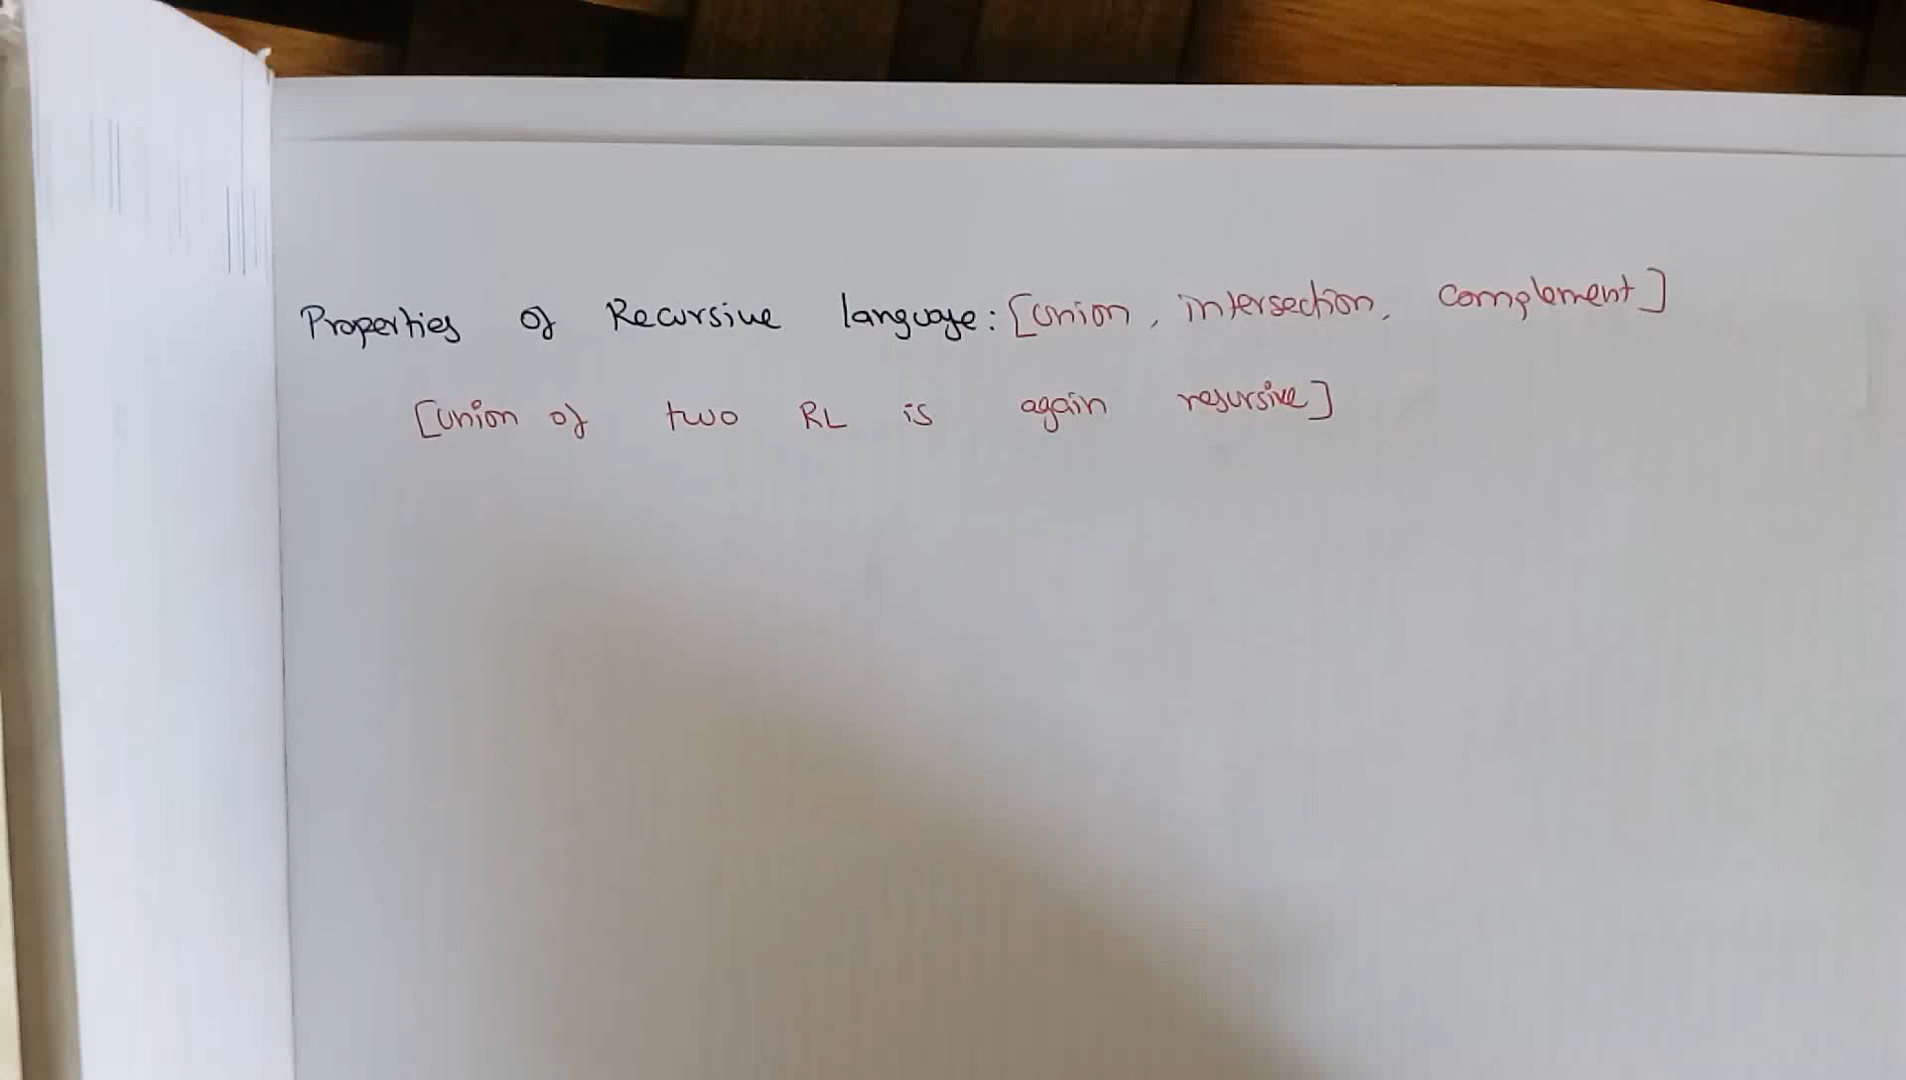 Properties of Recursive language: [union, intersection, complement]
[union of two RL is again resursive]